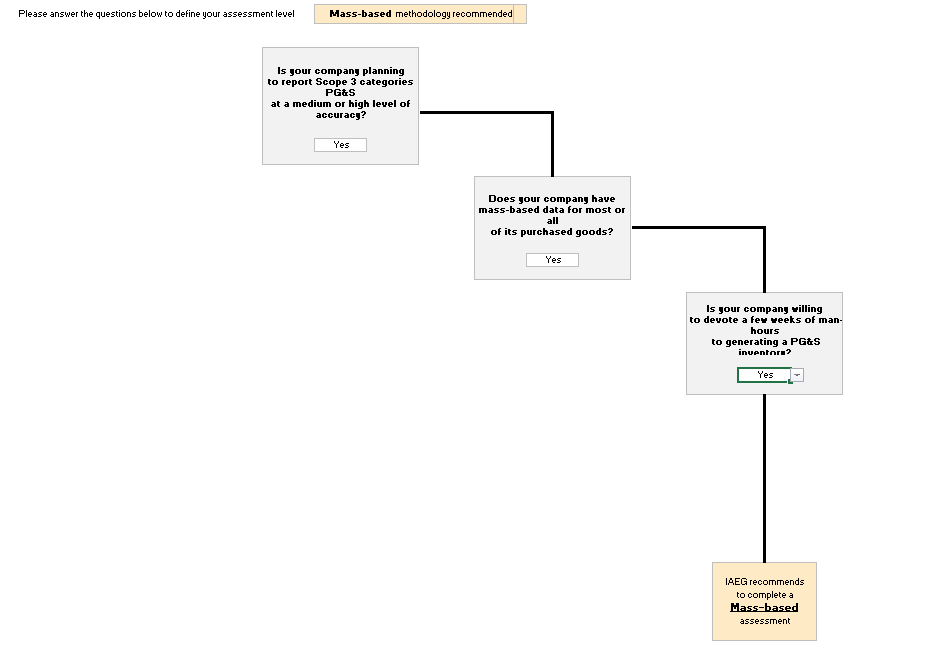 Please answer the questions below to define your assessment level
Mass-based methodology recommended
Is your company planning
to report Scope 3 categories
PG&S
at a medium or high level of
accuracy?
Yes
Does your company have
mass-based data for most or
all
of its purchased goods?
Yes
Is your company willing
to devote a few weeks of man-
hours
to generating a PG&S
inventory?
Yes
IAEG recommends
to complete a
Mass-based
assessment